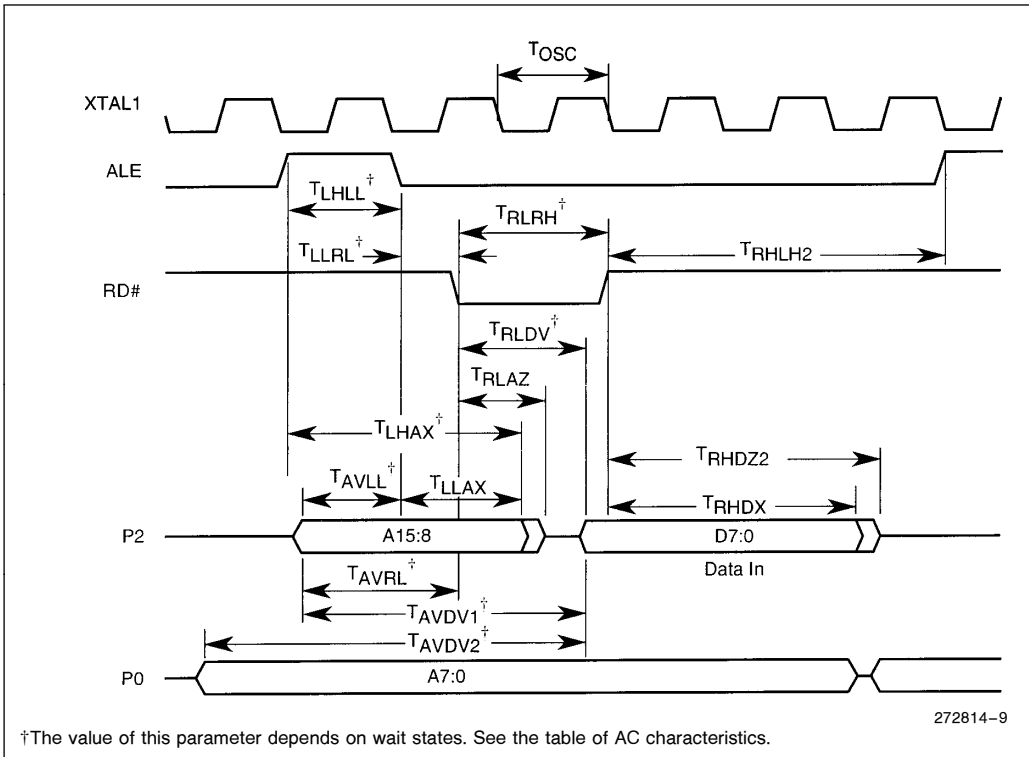 TOSC
XTAL1
ALE
TLHLL†
TRLRH†
TLLRL†
TRHLH2
RD#
TRLDV†
TRLAZ
TLHAX†
TRHDZ2
TAVLL†
TLLAX
TRHDX
P2
A15:8
D7:0
Data In
TAVRL†
TAVDV1†
TAVDV2†
P0
A7:0
272814–9
†The value of this parameter depends on wait states. See the table of AC characteristics.